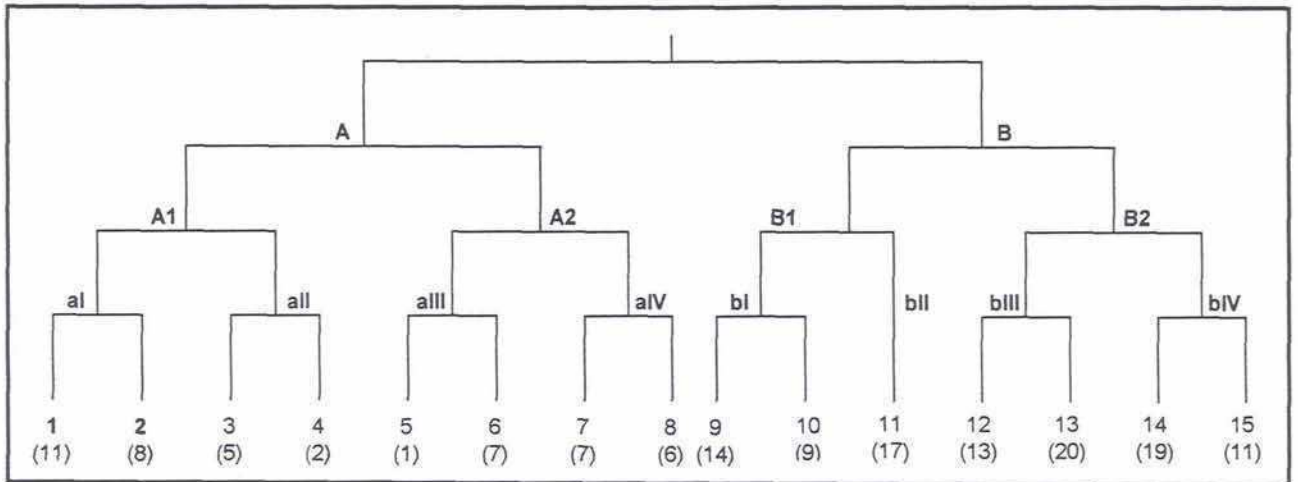 A B
A1 A2 B1 B2
aI aII aIII aIV bI bII bIII bIV
1 2 3 4 5 6 7 8 9 10 11 12 13 14 15
(11) (8) (5) (2) (1) (7) (7) (6) (14) (9) (17) (13) (20) (19) (11)